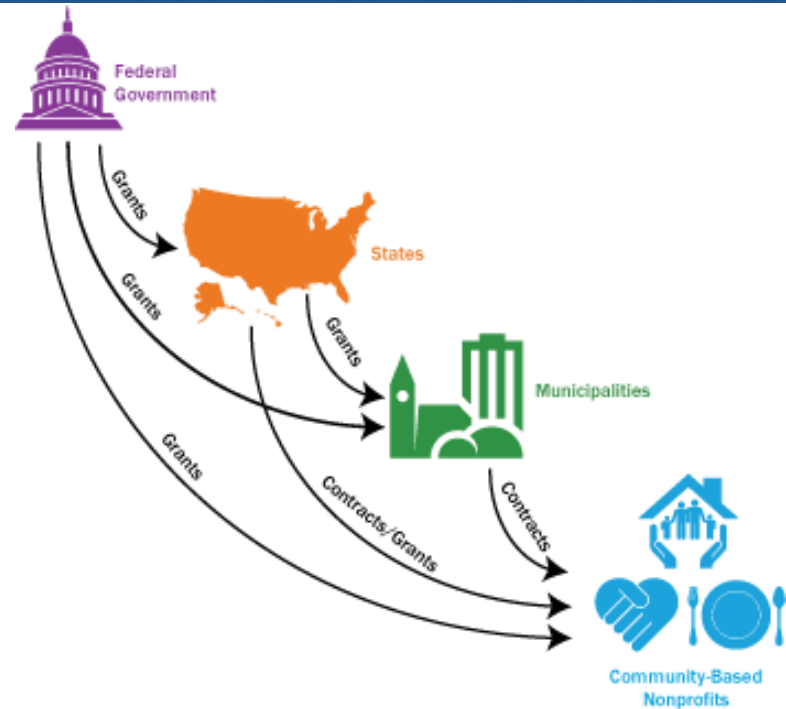 Federal
Government
Grants
States
Grants
Grants
Municipalities
Grants
Contracts/Grants
Contracts
Community-Based
Nonprofits